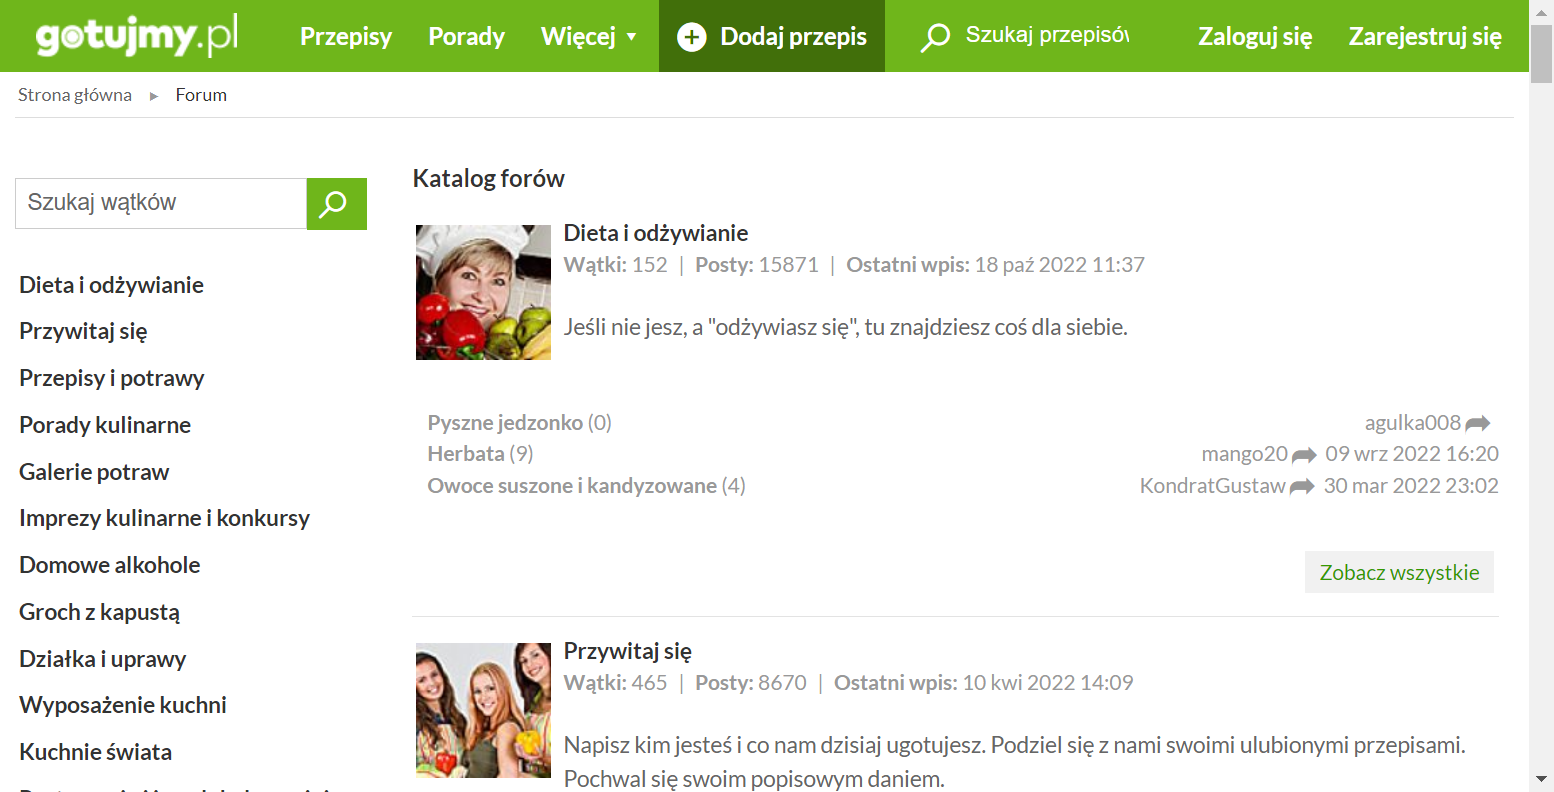 gotujmy.pl Przepisy Porady Więcej Dodaj przepis Szukaj przepisów Zaloguj się Zarejestruj się
Strona główna Forum
Szukaj wątków
Dieta i odżywianie
Przywitaj się
Przepisy i potrawy
Porady kulinarne
Galerie potraw
Imprezy kulinarne i konkursy
Domowe alkohole
Groch z kapustą
Działka i uprawy
Wyposażenie kuchni
Kuchnie świata
Katalog forów
Dieta i odżywianie
Wątki: 152 | Posty: 15871 | Ostatni wpis: 18 paź 2022 11:37
Jeśli nie jesz, a "odżywiasz się", tu znajdziesz coś dla siebie.
Pyszne jedzonko (0) agulka008
Herbata (9) mango20 09 wrz 2022 16:20
Owoce suszone i kandyzowane (4) KondratGustaw 30 mar 2022 23:02
Zobacz wszystkie
Przywitaj się
Wątki: 465 | Posty: 8670 | Ostatni wpis: 10 kwi 2022 14:09
Napisz kim jesteś i co nam dzisiaj ugotujesz. Podziel się z nami swoimi ulubionymi przepisami.
Pochwal się swoim popisowym daniem.